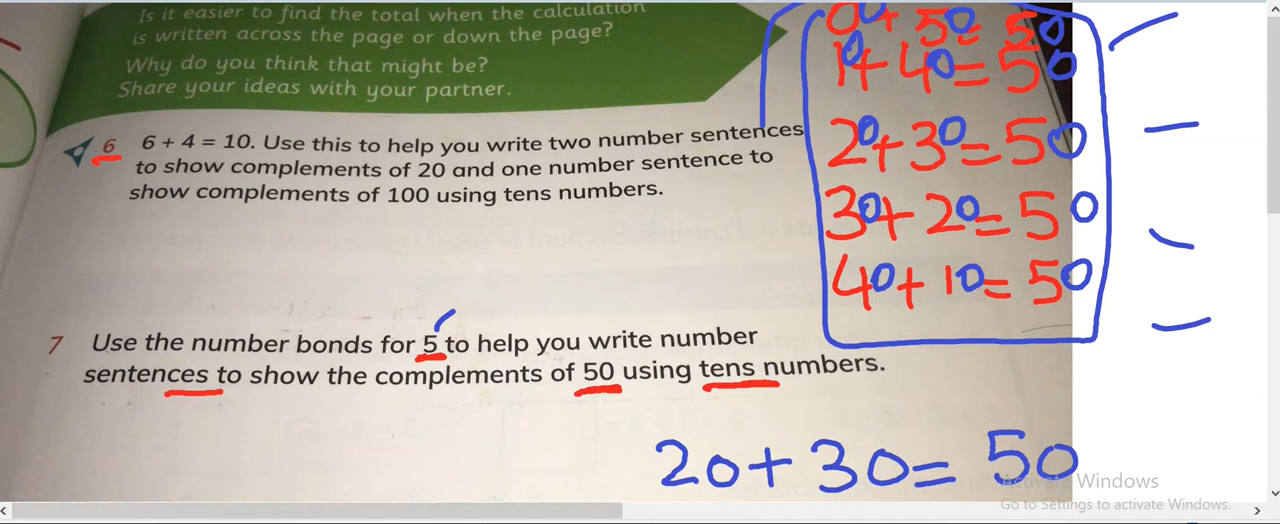 Is it easier to find the total when the calculation
is written across the page or down the page?
Why do you think that might be?
Share your ideas with your partner.
00+ 50= 50
10+ 40=50
6 6 + 4 = 10. Use this to help you write two number sentences
to show complements of 20 and one number sentence to
show complements of 100 using tens numbers.
20+30=50
30+20=50
40+10=50
7 Use the number bonds for 5 to help you write number
sentences to show the complements of 50 using tens numbers.
20+30=50
Activate Windows
Go to Settings to activate Windows.